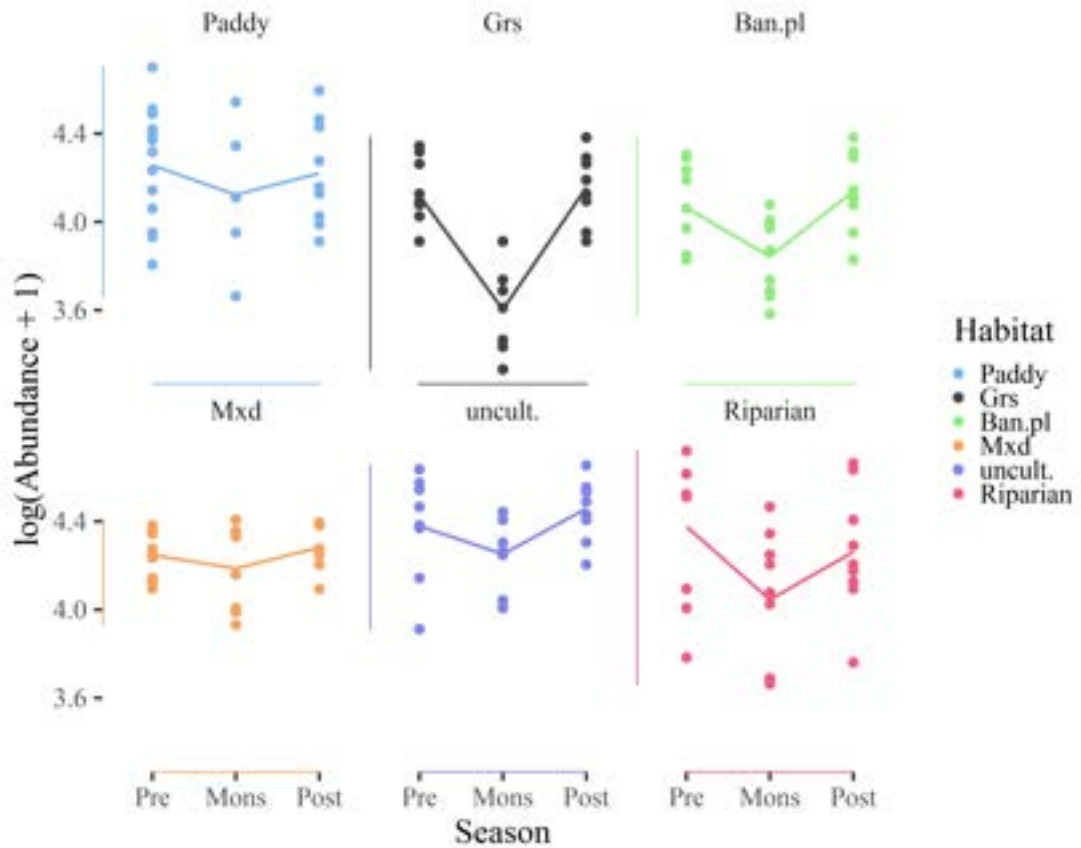 Paddy Grs Ban.pl
4.4
4.0
3.6
Mxd uncult. Riparian
4.4
4.0
3.6
Pre Mons Post Pre Mons Post Pre Mons Post
Season
log(Abundance + 1)
Habitat
Paddy
Grs
Ban.pl
Mxd
uncult.
Riparian